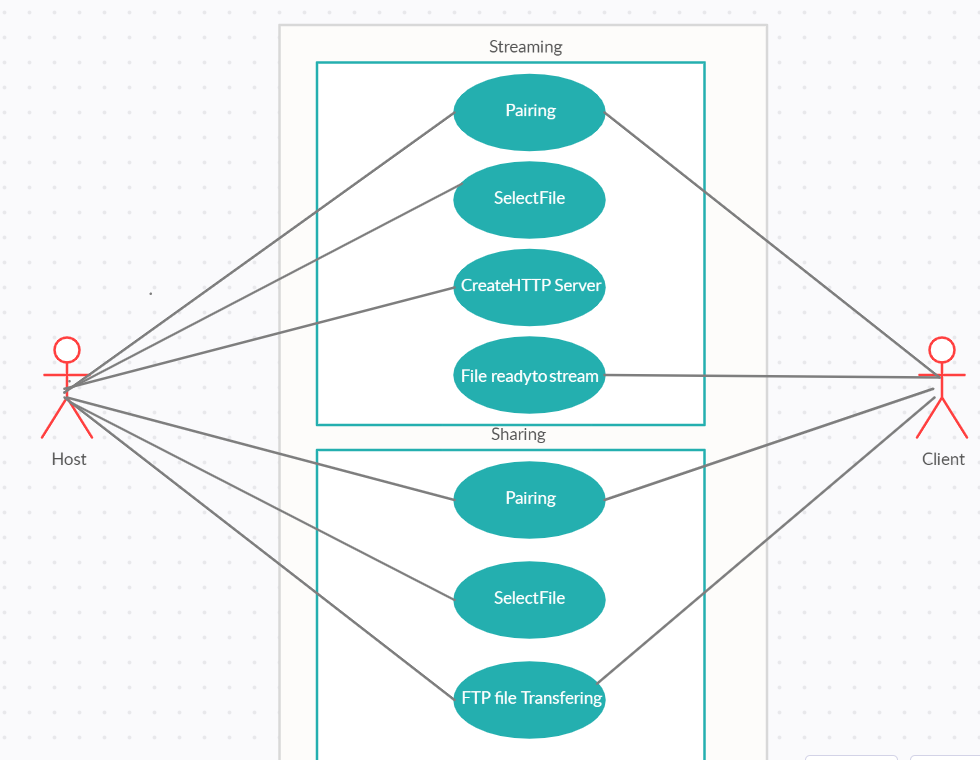 Streaming
Pairing
SelectFile
CreateHTTP Server
File readytostream
Host
Client
Sharing
Pairing
SelectFile
FTP file Transfering